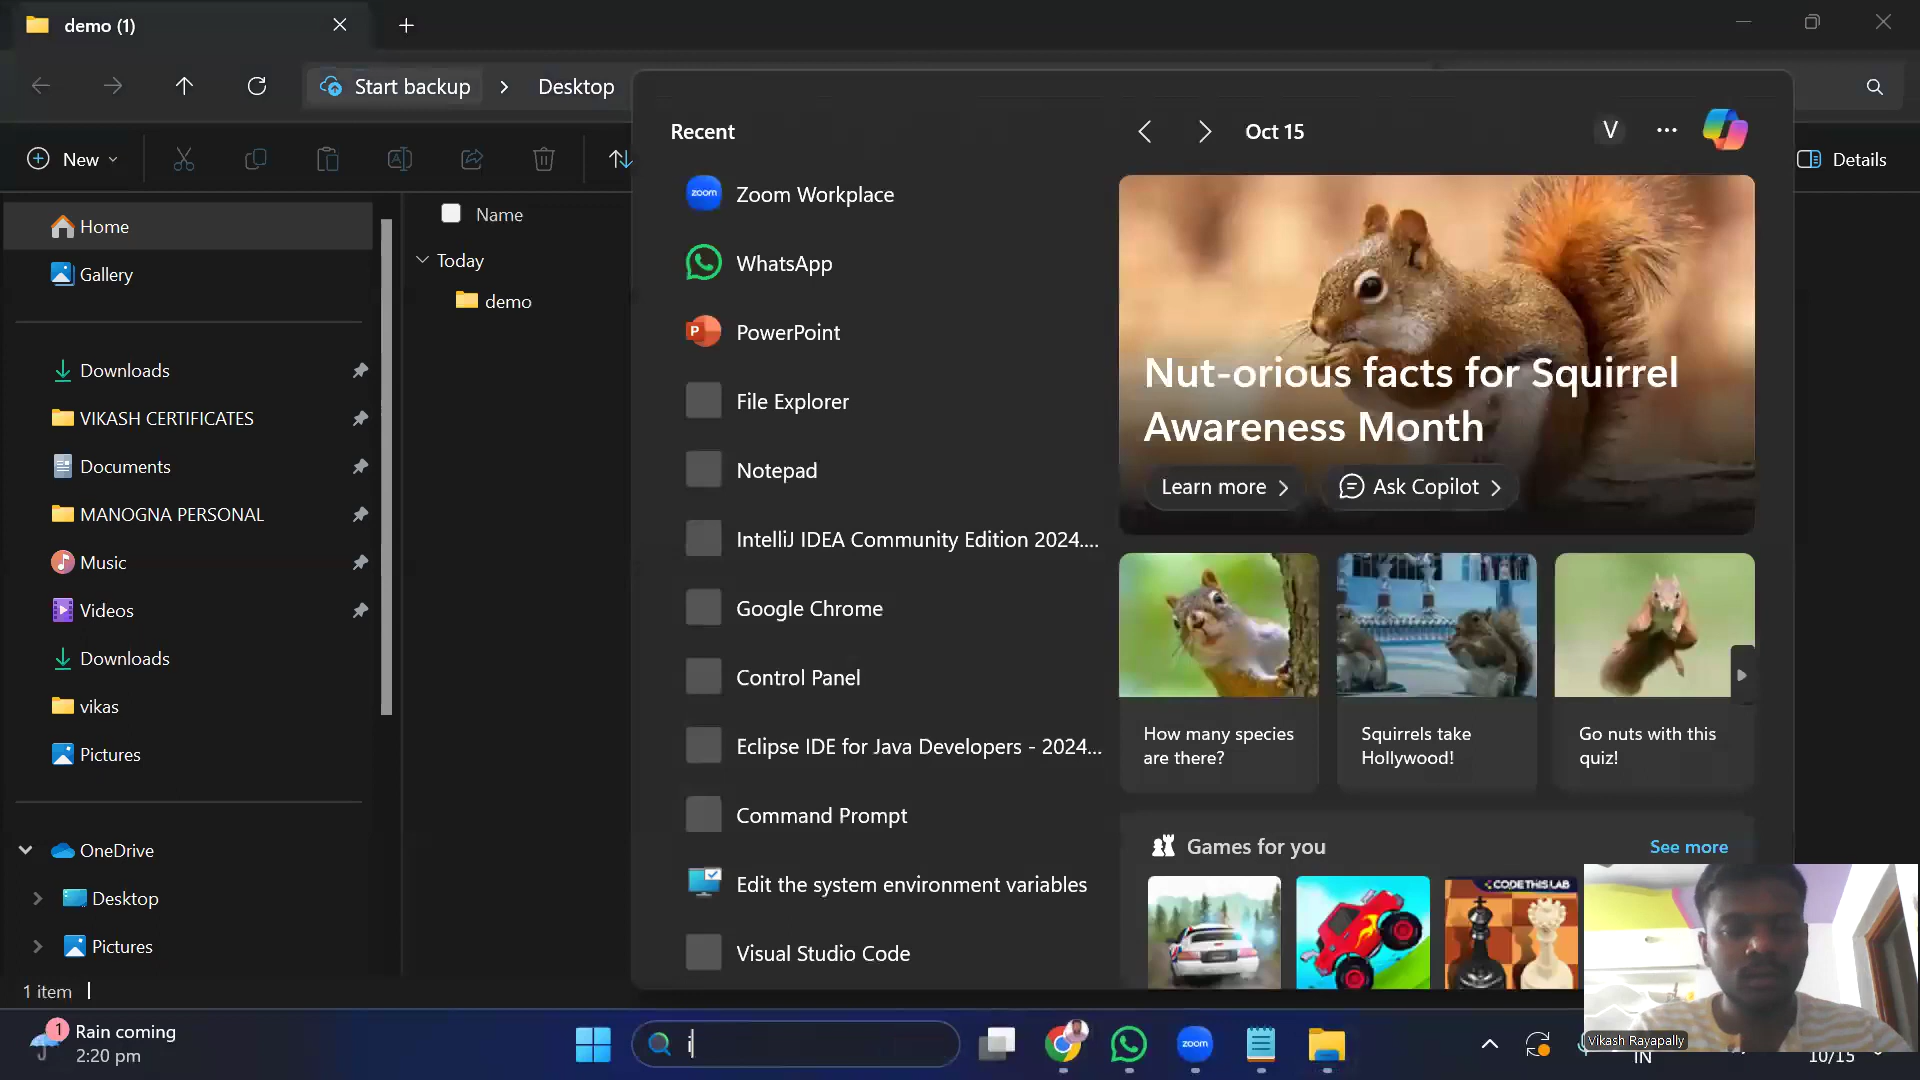 demo (1)
Start backup
Desktop
New
Details
Home
Gallery
Downloads
VIKASH CERTIFICATES
Documents
MANOGNA PERSONAL
Music
Videos
Downloads
vikas
Pictures
OneDrive
Desktop
Pictures
1 item
Name
Today
demo
Recent
zoom
Zoom Workplace
WhatsApp
P
PowerPoint
File Explorer
Notepad
IntelliJ IDEA Community Edition 2024....
Google Chrome
Control Panel
Eclipse IDE for Java Developers - 2024...
Command Prompt
Edit the system environment variables
Visual Studio Code
Oct 15
V
Nut-orious facts for Squirrel
Awareness Month
Learn more
Ask Copilot
How many species
are there?
Squirrels take
Hollywood!
Go nuts with this
quiz!
Games for you
See more
CODETHISLAB
Vikash Rayapally
1
Rain coming
2:20 pm
i
zoom
IN
10/15